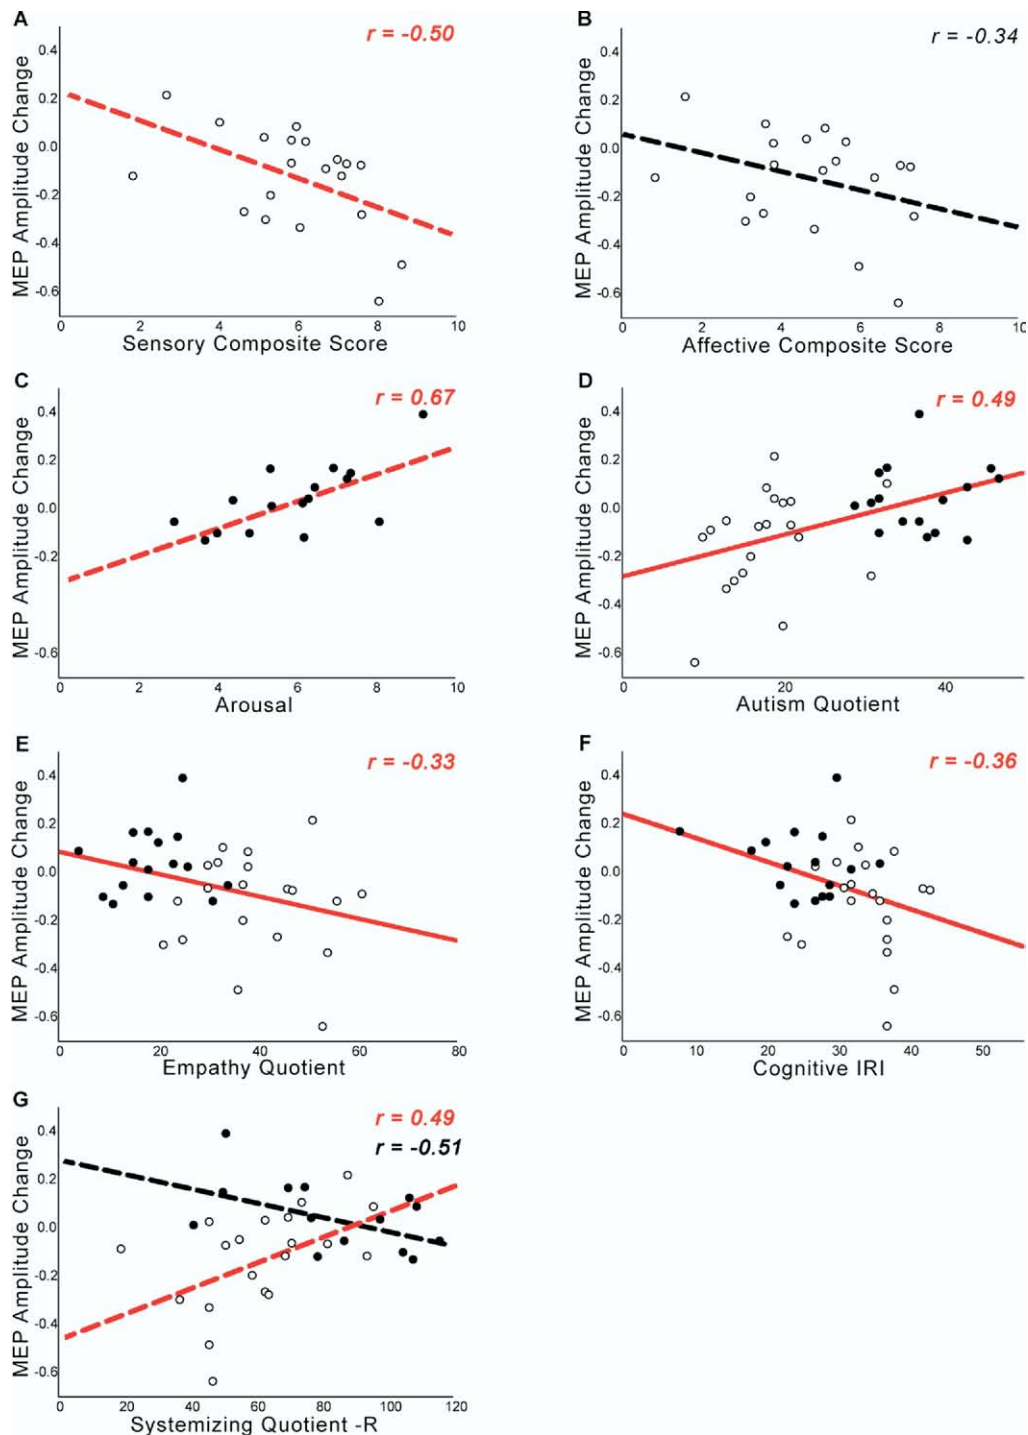 A
r = -0.50
MEP Amplitude Change
0.4
0.2
0.0
-0.2
-0.4
-0.6
0 2 4 6 8 10
Sensory Composite Score
B
r = -0.34
MEP Amplitude Change
0.4
0.2
0.0
-0.2
-0.4
-0.6
0 2 4 6 8 10
Affective Composite Score
C
r = 0.67
MEP Amplitude Change
0.4
0.2
0.0
-0.2
-0.6
0 2 4 6 8 10
Arousal
D
r = 0.49
MEP Amplitude Change
0.4
0.2
0.0
-0.2
-0.4
-0.6
0 20 40
Autism Quotient
E
r = -0.33
MEP Amplitude Change
0.4
0.2
0.0
-0.2
-0.4
-0.6
0 20 40 60 80
Empathy Quotient
F
r = -0.36
MEP Amplitude Change
0.4
0.2
0.0
-0.2
-0.4
-0.6
0 10 20 30 40 50
Cognitive IRI
G
r = 0.49
r = -0.51
MEP Amplitude Change
0.4
0.2
0.0
-0.2
-0.4
-0.6
0 20 40 60 80 100 120
Systemizing Quotient -R